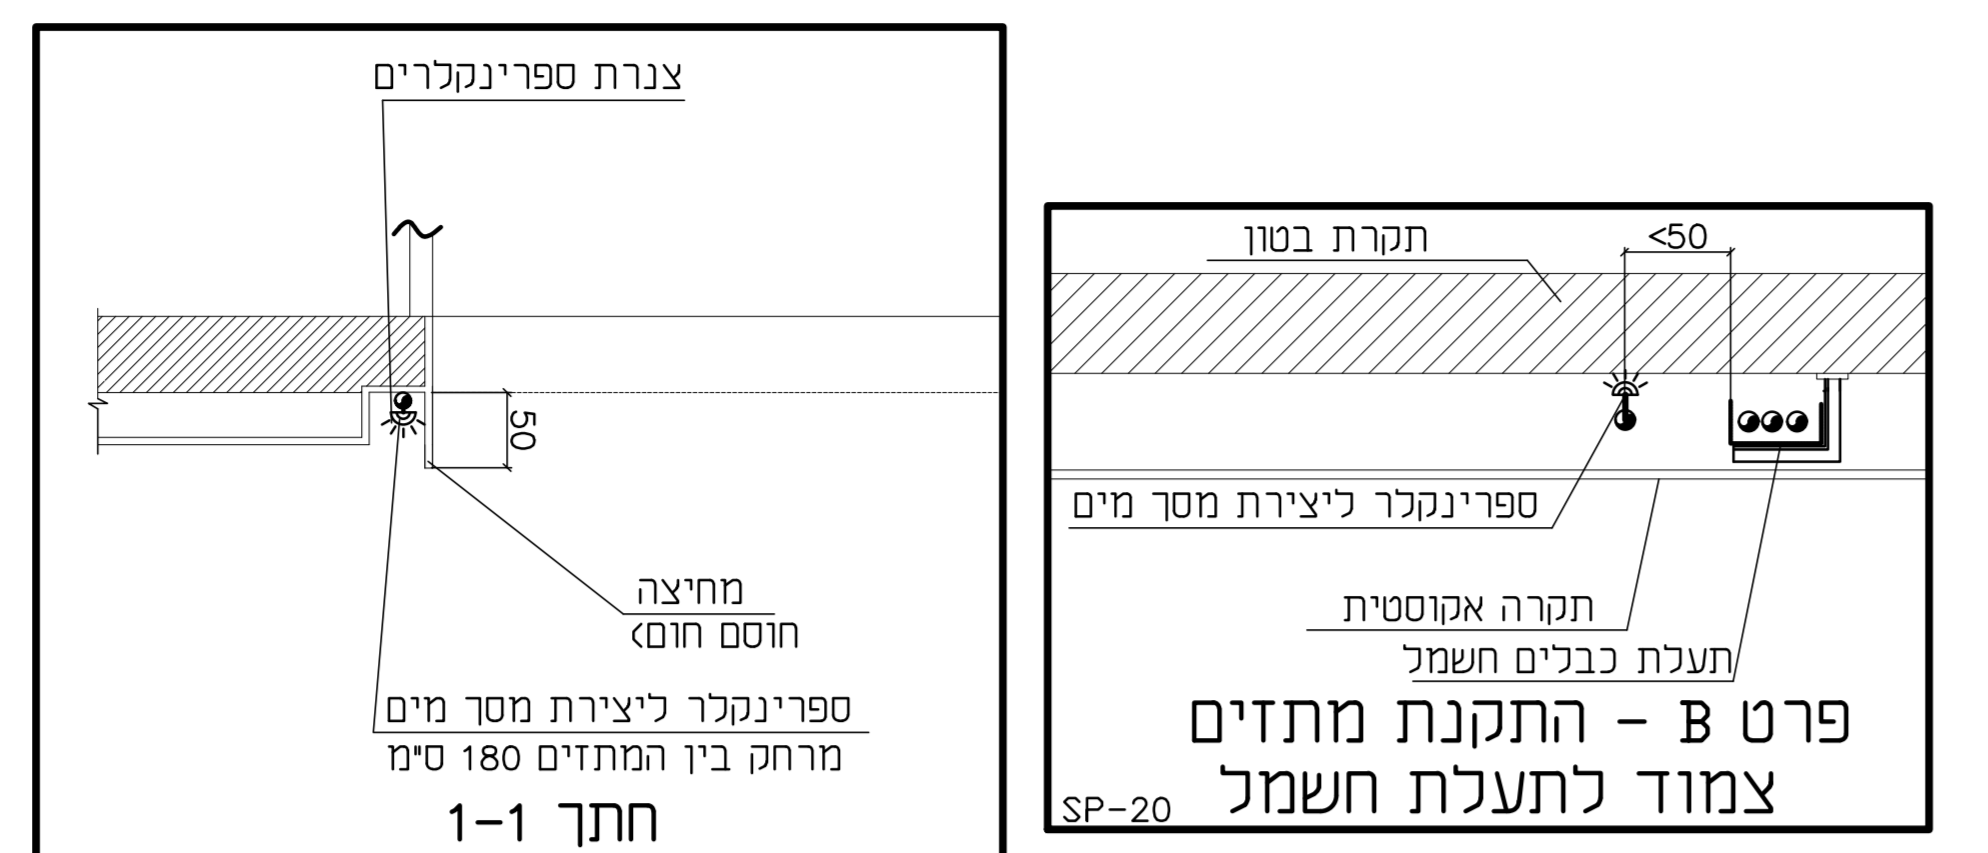 צנרת ספרינקלרים
50
מחיצה
חוסם חום)
ספרינקלר ליצירת מסך מים
מרחק בין המתזים 180 ס"מ
חתך 1-1
תקרת בטון
<50
ספרינקלר ליצירת מסך מים
תקרה אקוסטית
תעלת כבלים חשמל
פרט B - התקנת מתזים
צמוד לתעלת חשמל
SP-20